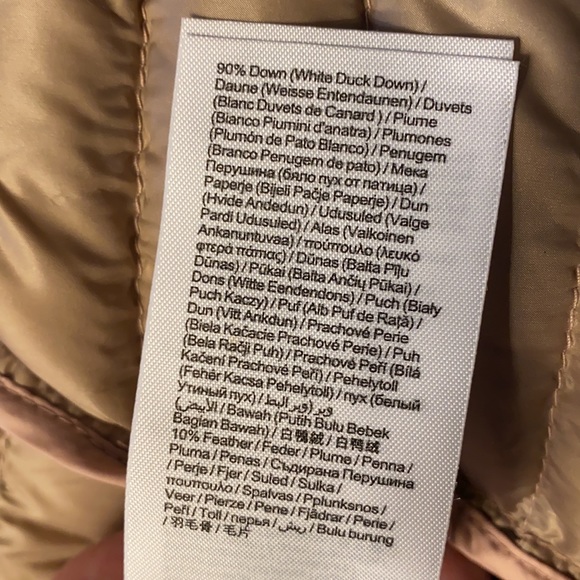 90% Down (White Duck Down) /
Daune (Weisse Entendaunen) / Duvets
(Blanc Duvets de Canard ) / Piume
(Bianco Piumini d'anatra) / Plumones
(Plumón de Pato Blanco) / Penugem
(Branco Penugem de pato) / Мека
Перушина (бяло пух от патица) /
Paperje (Bijeli Pačje Paperje) / Dun
(Hvide Andedun) / Udusuled (Valge
Pardi Udusuled) / Alas (Valkoinen
Ankanuntuvaa) / πούπουλο (λευκό
φτερό πάπιας) / Dūnas (Balta Pīļu
Dūnas) / Pūkai (Balta Ančių Pūkai) /
Dons (Witte Eendendons) / Puch (Biały
Puch Kaczy) / Puf (Alb Puf de Rață) /
Dun (Vitt Ankdun) / Prachové Perie
(Biela Kačacie Prachové Perie) / Puh
(Bela Račji Puh) / Prachové Peří (Bílá
Kačení Prachové Peří) / Pehelytoll
(Fehér Kacsa Pehelytoll) / пух (белый
Утиный пух) / وبر (وبر البط
الأبيض) / Bawah (Putih Bulu Bebek
Bagian Bawah) / 白鴨絨 / 白鸭绒
10% Feather / Feder / Plume / Penna /
Pluma / Penas / Съдирана Перушина
/ Perje / Fjer / Suled / Sulka /
πουπουλο / Spalvas / Pplunksnos /
Veer / Pierze / Pene / Fjädrar / Perie /
Peří / Toll / перья / ريش / Bulu burung
/ 羽毛骨 / 毛片